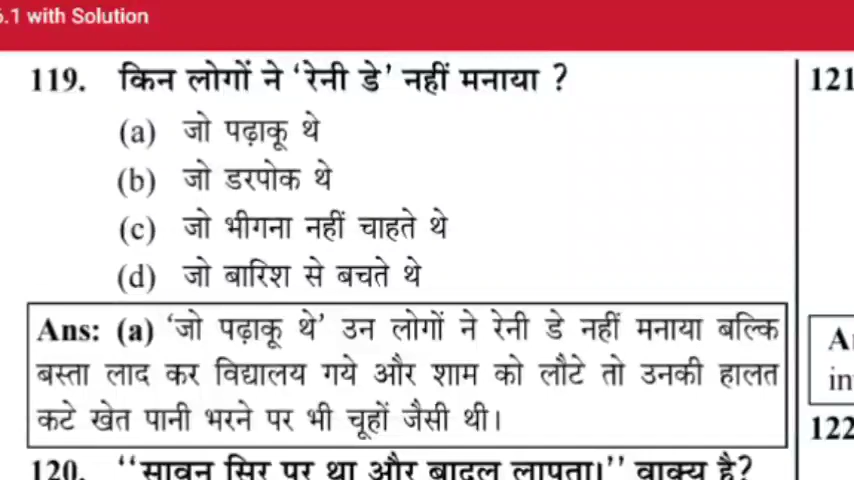 6.1 with Solution
119. किन लोगों ने ‘रेनी डे’ नहीं मनाया ?
(a) जो पढ़ाकू थे
(b) जो डरपोक थे
(c) जो भीगना नहीं चाहते थे
(d) जो बारिश से बचते थे
Ans: (a) ‘जो पढ़ाकू थे’ उन लोगों ने रेनी डे नहीं मनाया बल्कि
बस्ता लाद कर विद्यालय गये और शाम को लौटे तो उनकी हालत
कटे खेत पानी भरने पर भी चूहों जैसी थी।
120. ‘‘सावन सिर पर था और बादल लापता।’’ वाक्य है?
121
122